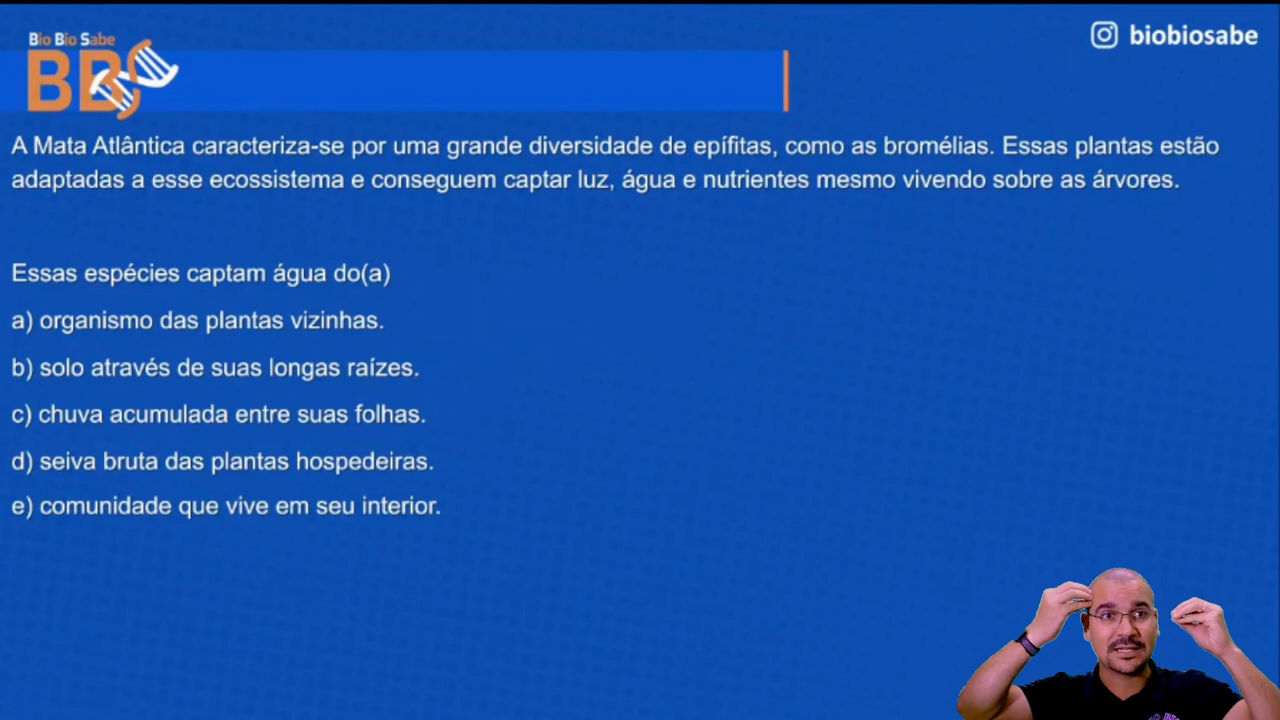 Bio Bio Sabe
BBS
biobiosabe
A Mata Atlântica caracteriza-se por uma grande diversidade de epífitas, como as bromélias. Essas plantas estão
adaptadas a esse ecossistema e conseguem captar luz, água e nutrientes mesmo vivendo sobre as árvores.
Essas espécies captam água do(a)
a) organismo das plantas vizinhas.
b) solo através de suas longas raízes.
c) chuva acumulada entre suas folhas.
d) seiva bruta das plantas hospedeiras.
e) comunidade que vive em seu interior.